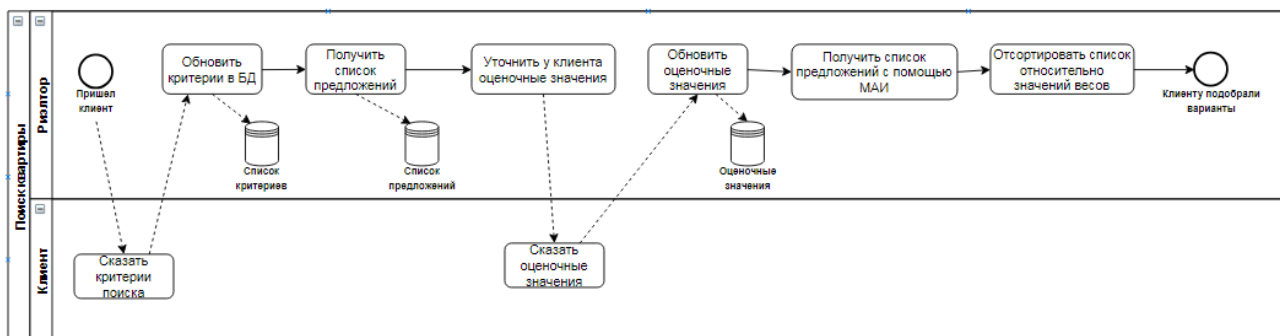 Поиск квартиры
Риэлтор
Пришел
клиент
Обновить
критерии в БД
Список
критериев
Получить
список
предложений
Список
предложений
Уточнить у клиента
оценочные значения
Обновить
оценочные
значения
Оценочные
значения
Получить список
предложений с помощью
МАИ
Отсортировать список
относительно
значений весов
Клиенту подобрали
варианты
Клиент
Сказать
критерии
поиска
Сказать
оценочные
значения